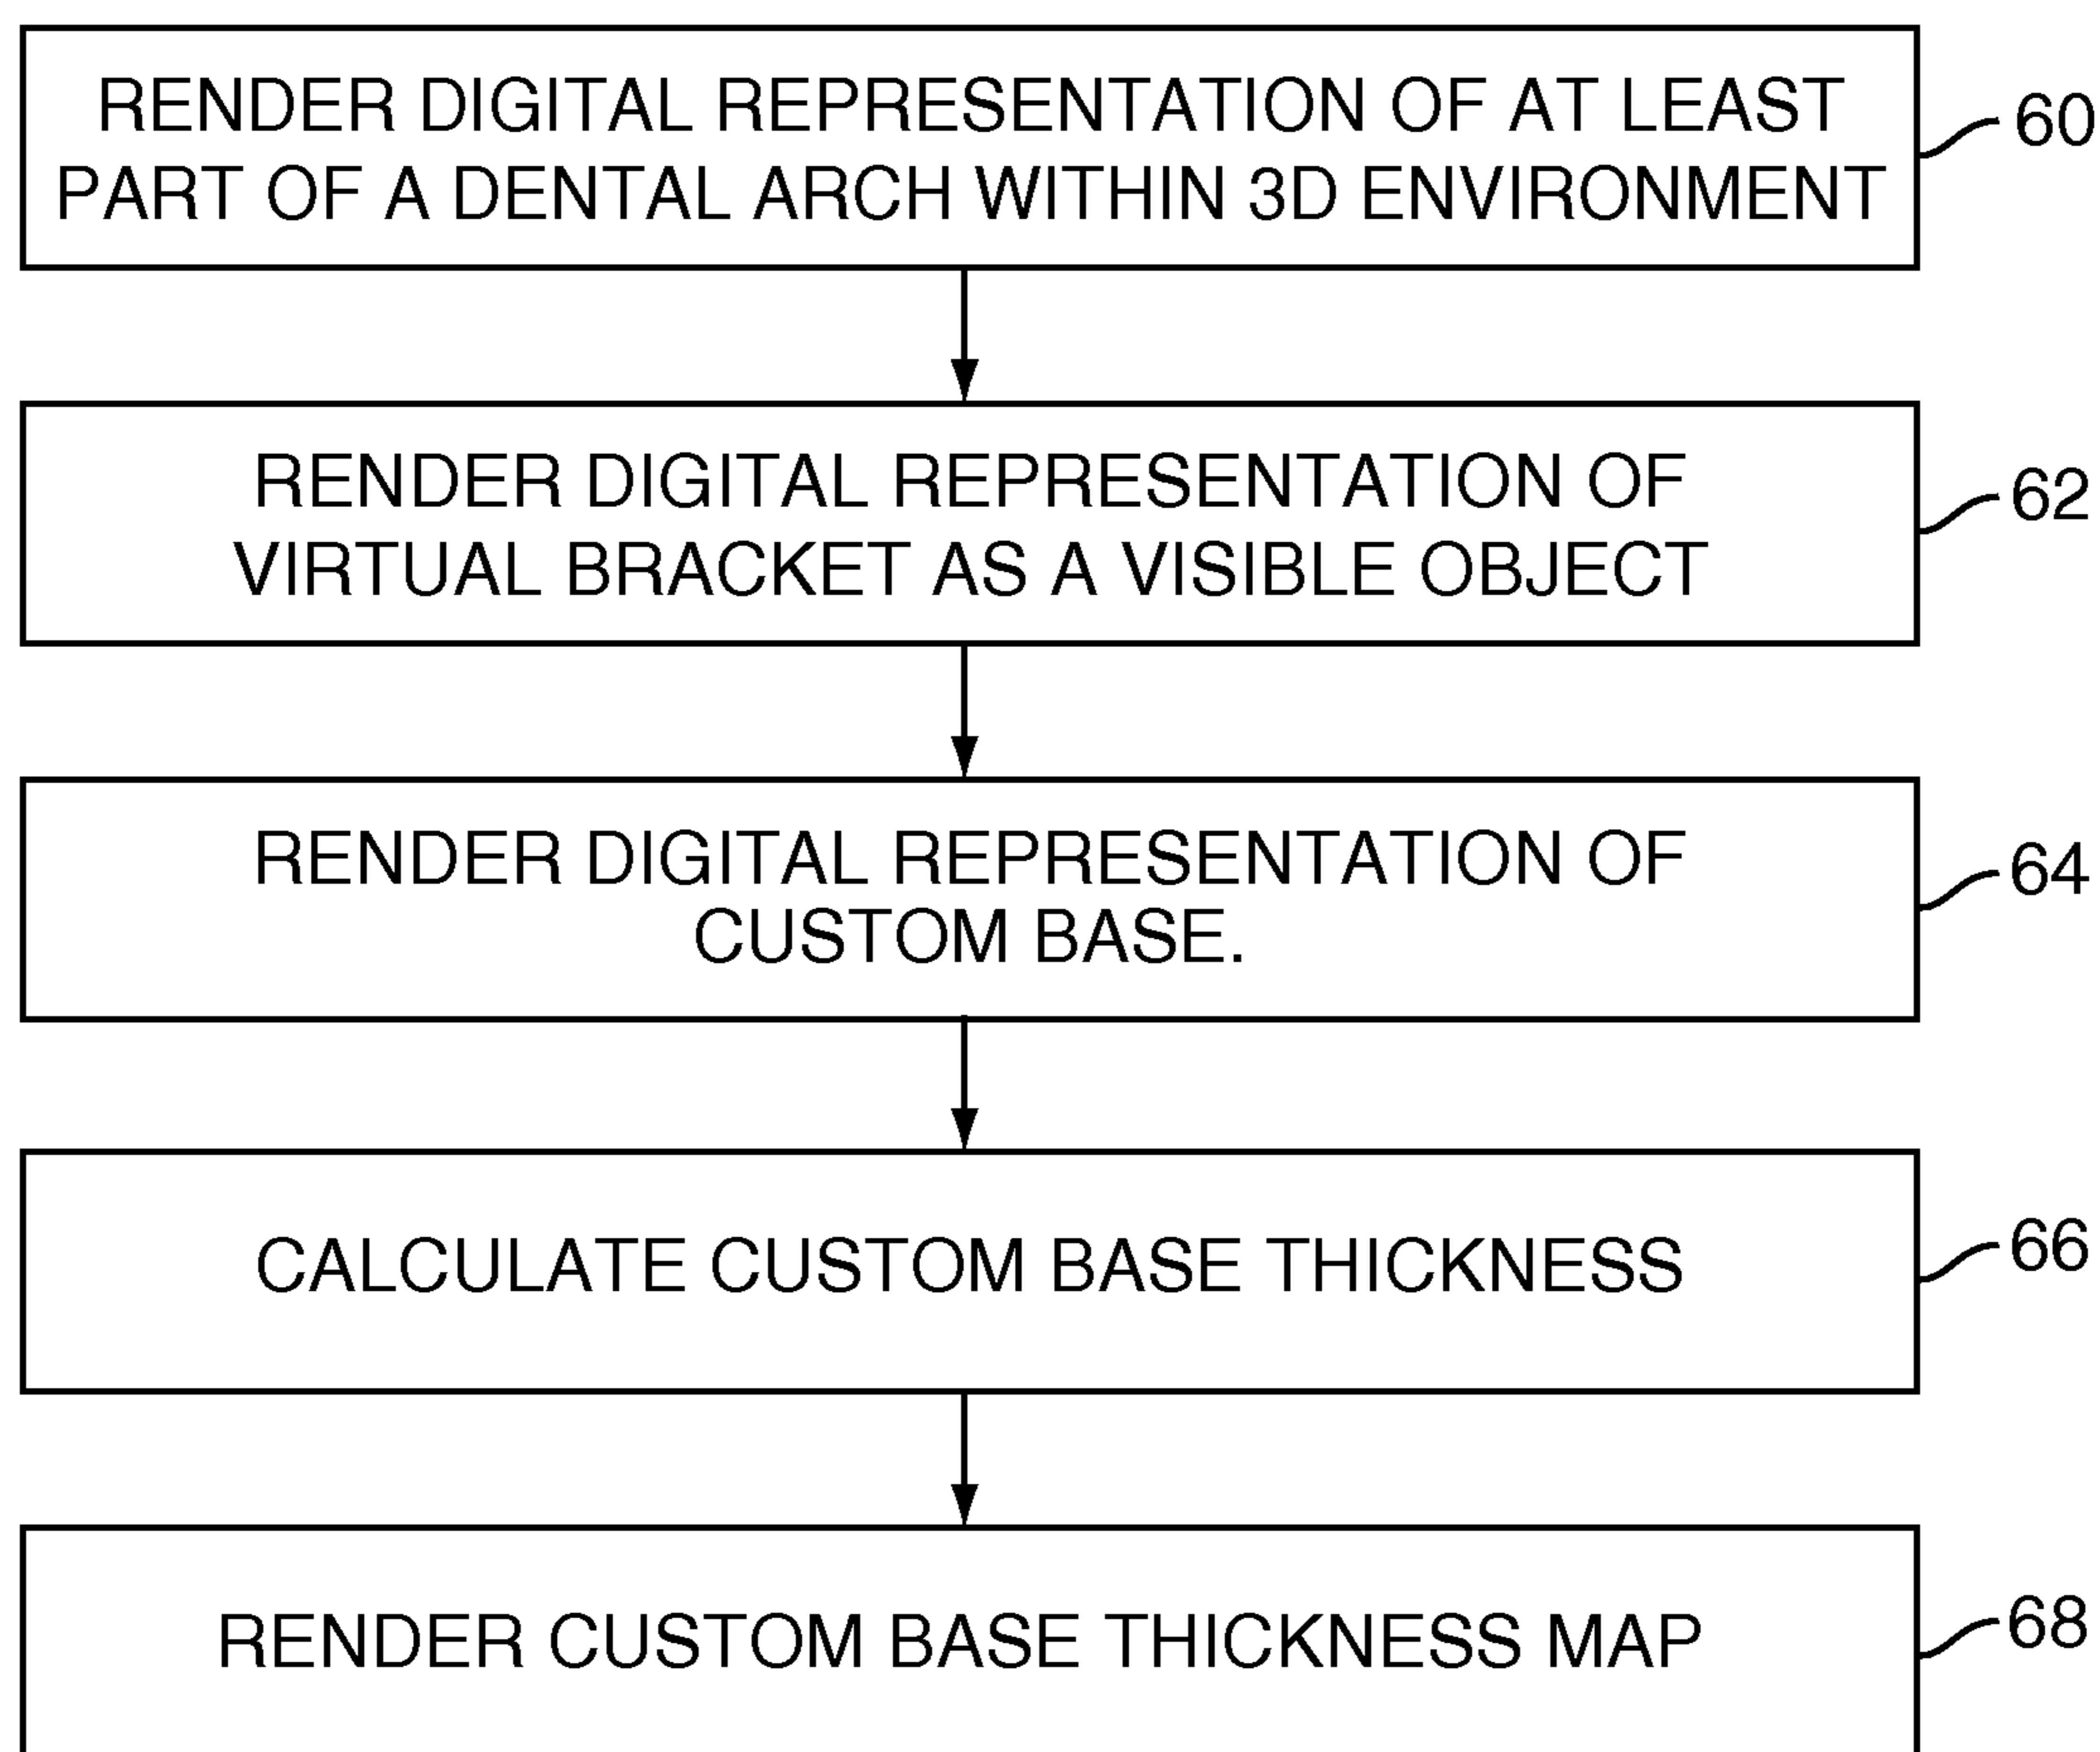 RENDER DIGITAL REPRESENTATION OF AT LEAST
PART OF A DENTAL ARCH WITHIN 3D ENVIRONMENT
60
RENDER DIGITAL REPRESENTATION OF
VIRTUAL BRACKET AS A VISIBLE OBJECT
62
RENDER DIGITAL REPRESENTATION OF
CUSTOM BASE.
64
CALCULATE CUSTOM BASE THICKNESS
66
RENDER CUSTOM BASE THICKNESS MAP
68